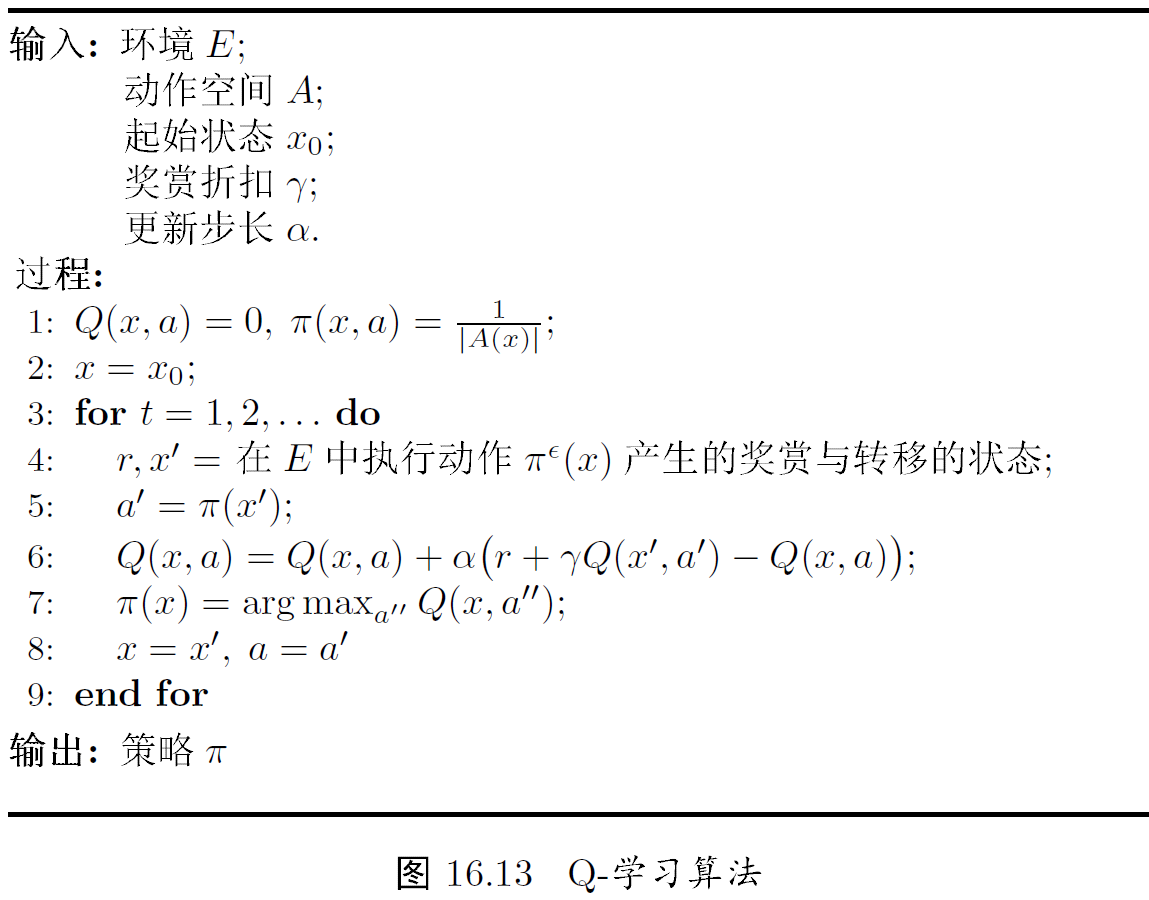 输入: 环境 E;
动作空间 A;
起始状态 x₀;
奖赏折扣 γ;
更新步长 α.
过程:
1: Q(x, a) = 0, π(x, a) = 1/|A(x)|;
2: x = x₀;
3: for t = 1, 2, . . . do
4: r, x′ = 在 E 中执行动作 π^ϵ(x) 产生的奖赏与转移的状态;
5: a′ = π(x′);
6: Q(x, a) = Q(x, a) + α(r + γQ(x′, a′) − Q(x, a));
7: π(x) = arg max_{a″} Q(x, a″);
8: x = x′, a = a′
9: end for
输出: 策略 π
图 16.13 Q-学习算法